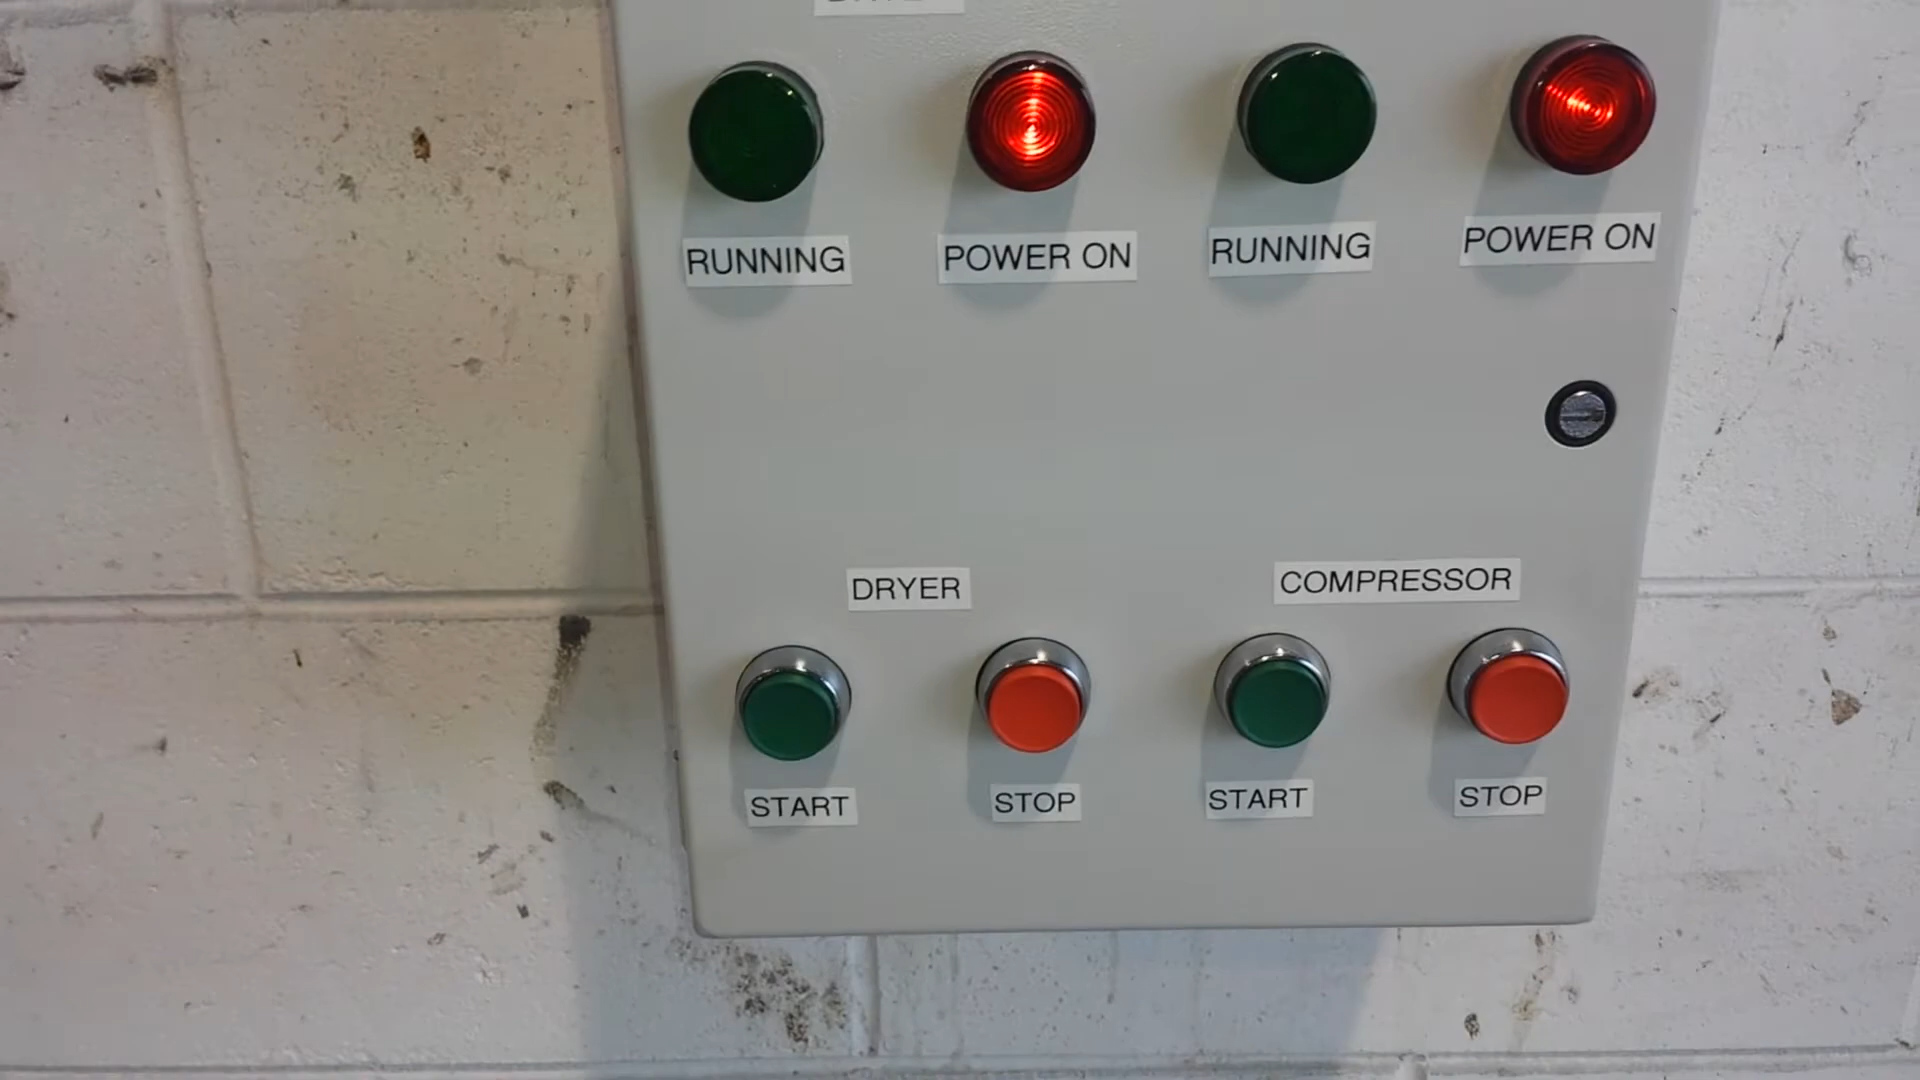 RUNNING
POWER ON
RUNNING
POWER ON
DRYER
COMPRESSOR
START
STOP
START
STOP